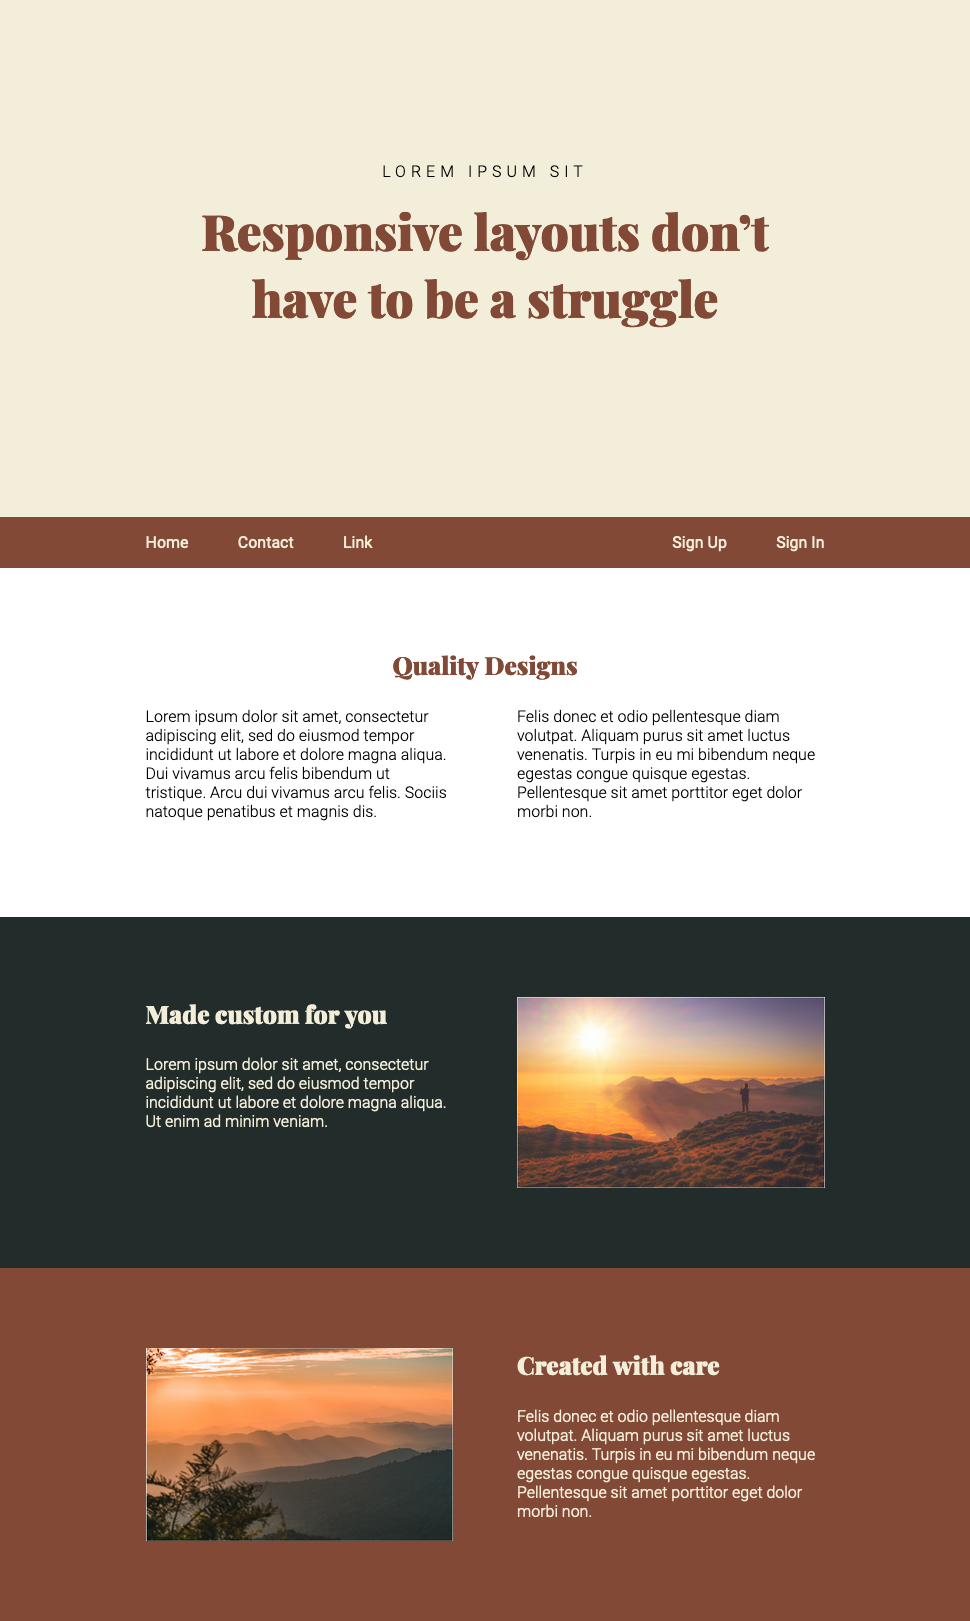 LOREM IPSUM SIT
Responsive layouts don’t
have to be a struggle
Home Contact Link Sign Up Sign In
Quality Designs
Lorem ipsum dolor sit amet, consectetur
adipiscing elit, sed do eiusmod tempor
incididunt ut labore et dolore magna aliqua.
Dui vivamus arcu felis bibendum ut
tristique. Arcu dui vivamus arcu felis. Sociis
natoque penatibus et magnis dis.
Felis donec et odio pellentesque diam
volutpat. Aliquam purus sit amet luctus
venenatis. Turpis in eu mi bibendum neque
egestas congue quisque egestas.
Pellentesque sit amet porttitor eget dolor
morbi non.
Made custom for you
Lorem ipsum dolor sit amet, consectetur
adipiscing elit, sed do eiusmod tempor
incididunt ut labore et dolore magna aliqua.
Ut enim ad minim veniam.
Created with care
Felis donec et odio pellentesque diam
volutpat. Aliquam purus sit amet luctus
venenatis. Turpis in eu mi bibendum neque
egestas congue quisque egestas.
Pellentesque sit amet porttitor eget dolor
morbi non.